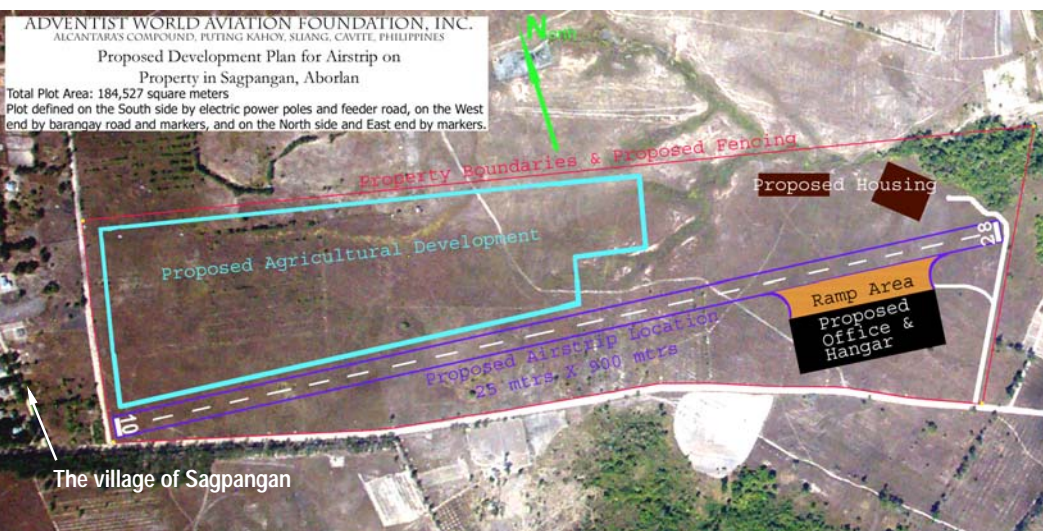 ADVENTIST WORLD AVIATION FOUNDATION, INC.
ALCANTARA'S COMPOUND, PUTING KAHOY, SLIANG, CAVITE, PHILIPPINES
Proposed Development Plan for Airstrip on
Property in Sagpangan, Aborlan
Total Plot Area: 184,527 square meters
Plot defined on the South side by electric power poles and feeder road, on the West
end by barangay road and markers, and on the North side and East end by markers.
North
Property Boundaries & Proposed Fencing
Proposed Housing
Proposed Agricultural Development
28
Ramp Area
Proposed
Office &
Hangar
Proposed Airstrip Location
25 mtrs X 900 mtrs
10
The village of Sagpangan